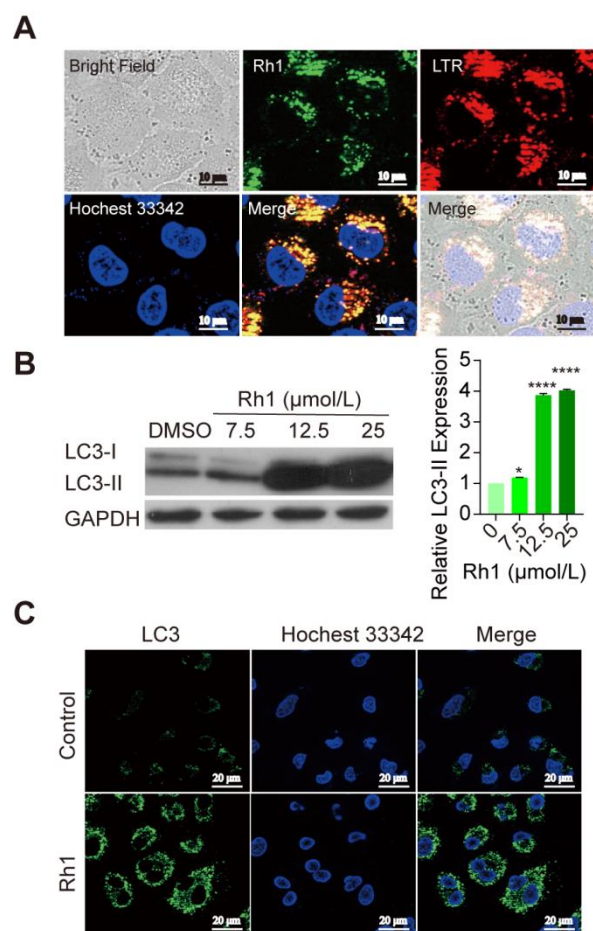 A
Bright Field
Rh1
LTR
10 μm
10 μm
10 μm
Hochest 33342
Merge
Merge
10 μm
10 μm
10 μm
B
Rh1 (μmol/L)
DMSO 7.5 12.5 25
LC3-I
LC3-II
GAPDH
Relative LC3-II Expression
5
4
3
2
1
0
*
****
****
0 7.5 12.5 25
Rh1 (μmol/L)
C
LC3
Hochest 33342
Merge
Control
20 μm
20 μm
20 μm
Rh1
20 μm
20 μm
20 μm